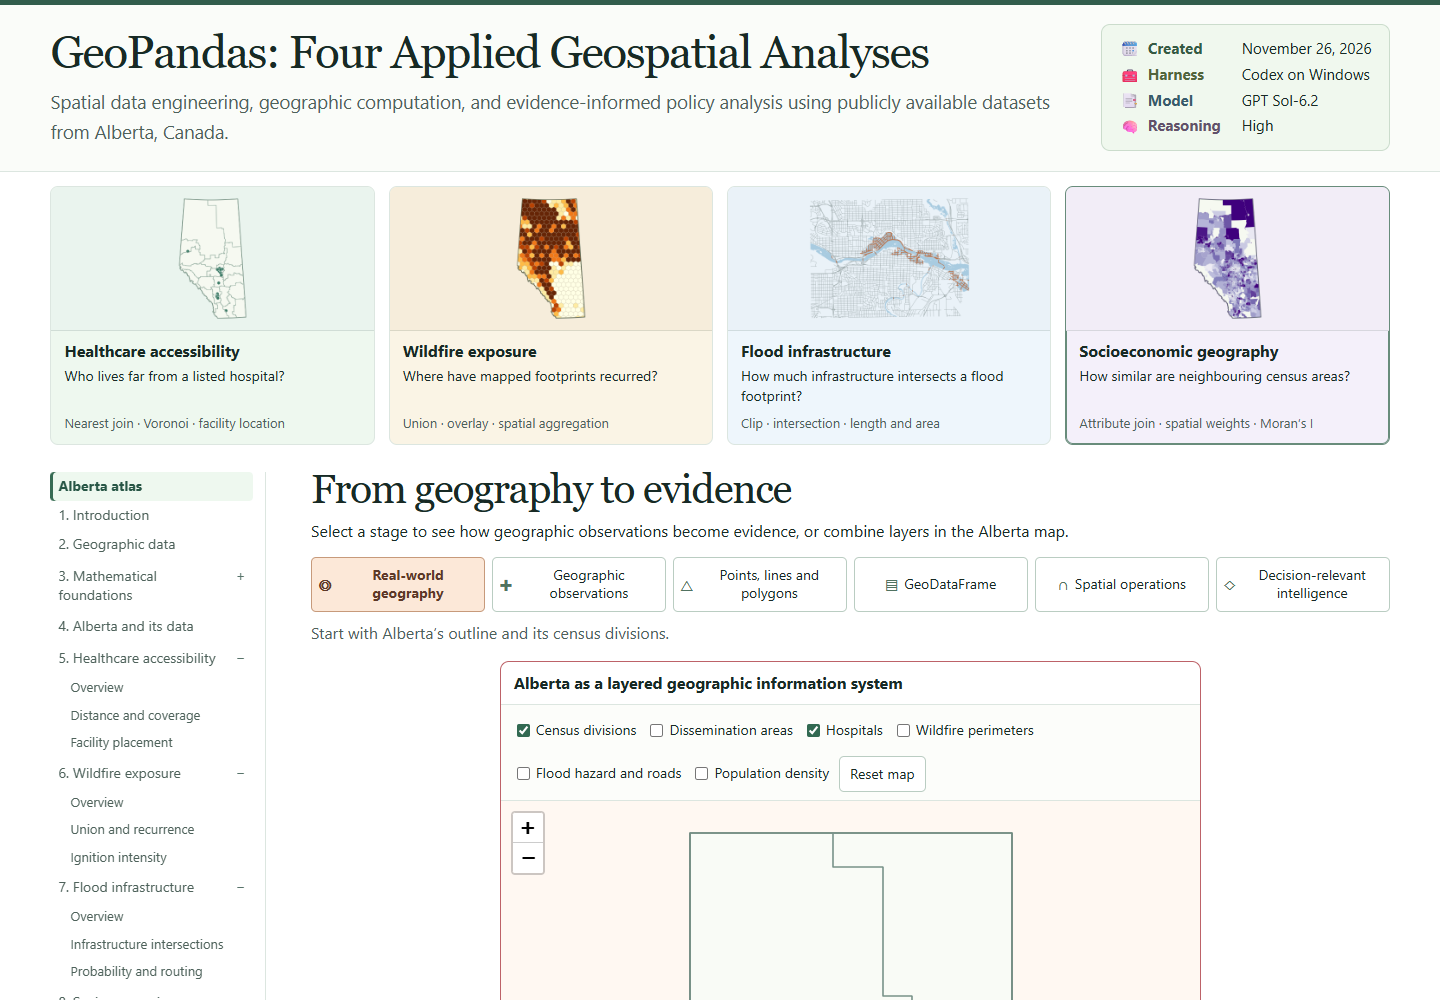 GeoPandas: Four Applied Geospatial Analyses
Spatial data engineering, geographic computation, and evidence-informed policy analysis using publicly available datasets
from Alberta, Canada.
Created November 26, 2026
Harness Codex on Windows
Model GPT Sol-6.2
Reasoning High
Healthcare accessibility
Who lives far from a listed hospital?
Nearest join · Voronoi · facility location
Wildfire exposure
Where have mapped footprints recurred?
Union · overlay · spatial aggregation
Flood infrastructure
How much infrastructure intersects a flood
footprint?
Clip · intersection · length and area
Socioeconomic geography
How similar are neighbouring census areas?
Attribute join · spatial weights · Moran's I
Alberta atlas
1. Introduction
2. Geographic data
3. Mathematical +
foundations
4. Alberta and its data
5. Healthcare accessibility −
Overview
Distance and coverage
Facility placement
6. Wildfire exposure −
Overview
Union and recurrence
Ignition intensity
7. Flood infrastructure −
Overview
Infrastructure intersections
Probability and routing
From geography to evidence
Select a stage to see how geographic observations become evidence, or combine layers in the Alberta map.
Real-world
geography
Geographic
observations
Points, lines and
polygons
GeoDataFrame
Spatial operations
Decision-relevant
intelligence
Start with Alberta's outline and its census divisions.
Alberta as a layered geographic information system
Census divisions Dissemination areas Hospitals Wildfire perimeters
Flood hazard and roads Population density Reset map
+
−